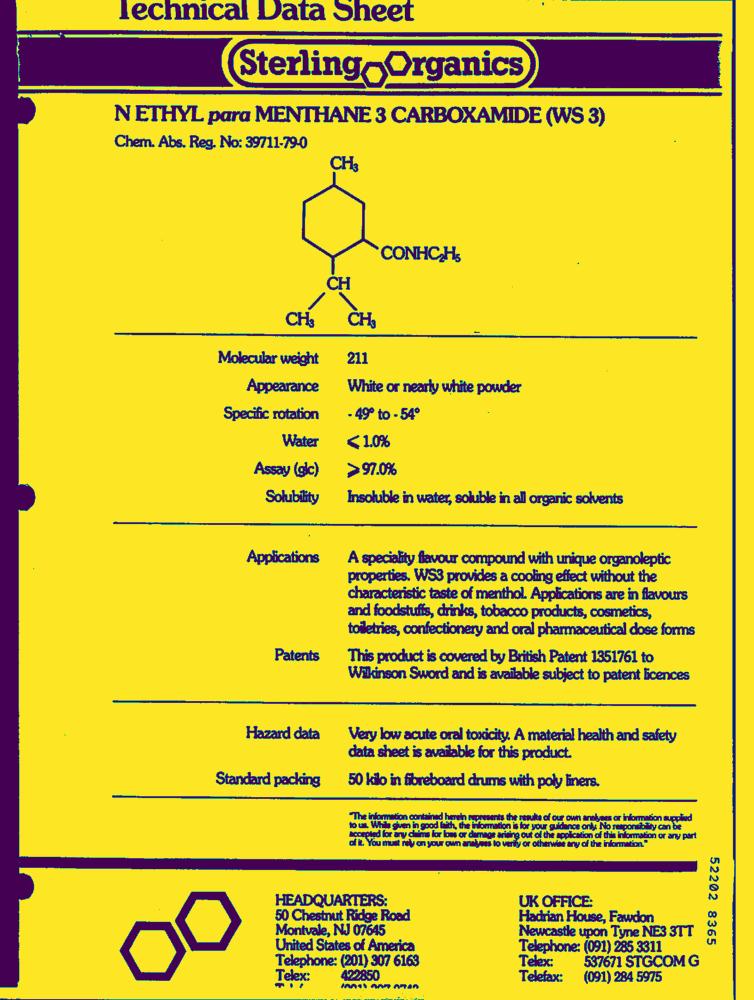 Technical Data Sheet
Sterling Organics
N ETHYL para MENTHANE 3 CARBOXAMIDE (WS 3)
Chem. Abs. Reg. No: 39711-79-0
CH₃
CONHC₂H₅
CH
CH₃ CH₃
Molecular weight 211
Appearance White or nearly white powder
Specific rotation - 49° to - 54°
Water ⩽ 1.0%
Assay (glc) ⩾ 97.0%
Solubility Insoluble in water, soluble in all organic solvents
Applications A speciality flavour compound with unique organoleptic
properties. WS3 provides a cooling effect without the
characteristic taste of menthol. Applications are in flavours
and foodstuffs, drinks, tobacco products, cosmetics,
toiletries, confectionery and oral pharmaceutical dose forms
Patents This product is covered by British Patent 1351761 to
Wilkinson Sword and is available subject to patent licences
Hazard data Very low acute oral toxicity. A material health and safety
data sheet is available for this product.
Standard packing 50 kilo in fibreboard drums with poly liners.
"The information contained herein represents the results of our own analyses or information supplied
to us. While given in good faith, the information is for your guidance only. No responsibility can be
accepted for any claims for loss or damage arising out of the application of this information or any part
of it. You must rely on your own analyses to verify or otherwise any of the information."
52202 8365
HEADQUARTERS:
50 Chestnut Ridge Road
Montvale, NJ 07645
United States of America
Telephone: (201) 307 6163
Telex: 422850
UK OFFICE:
Hadrian House, Fawdon
Newcastle upon Tyne NE3 3TT
Telephone: (091) 285 3311
Telex: 537671 STGCOM G
Telefax: (091) 284 5975